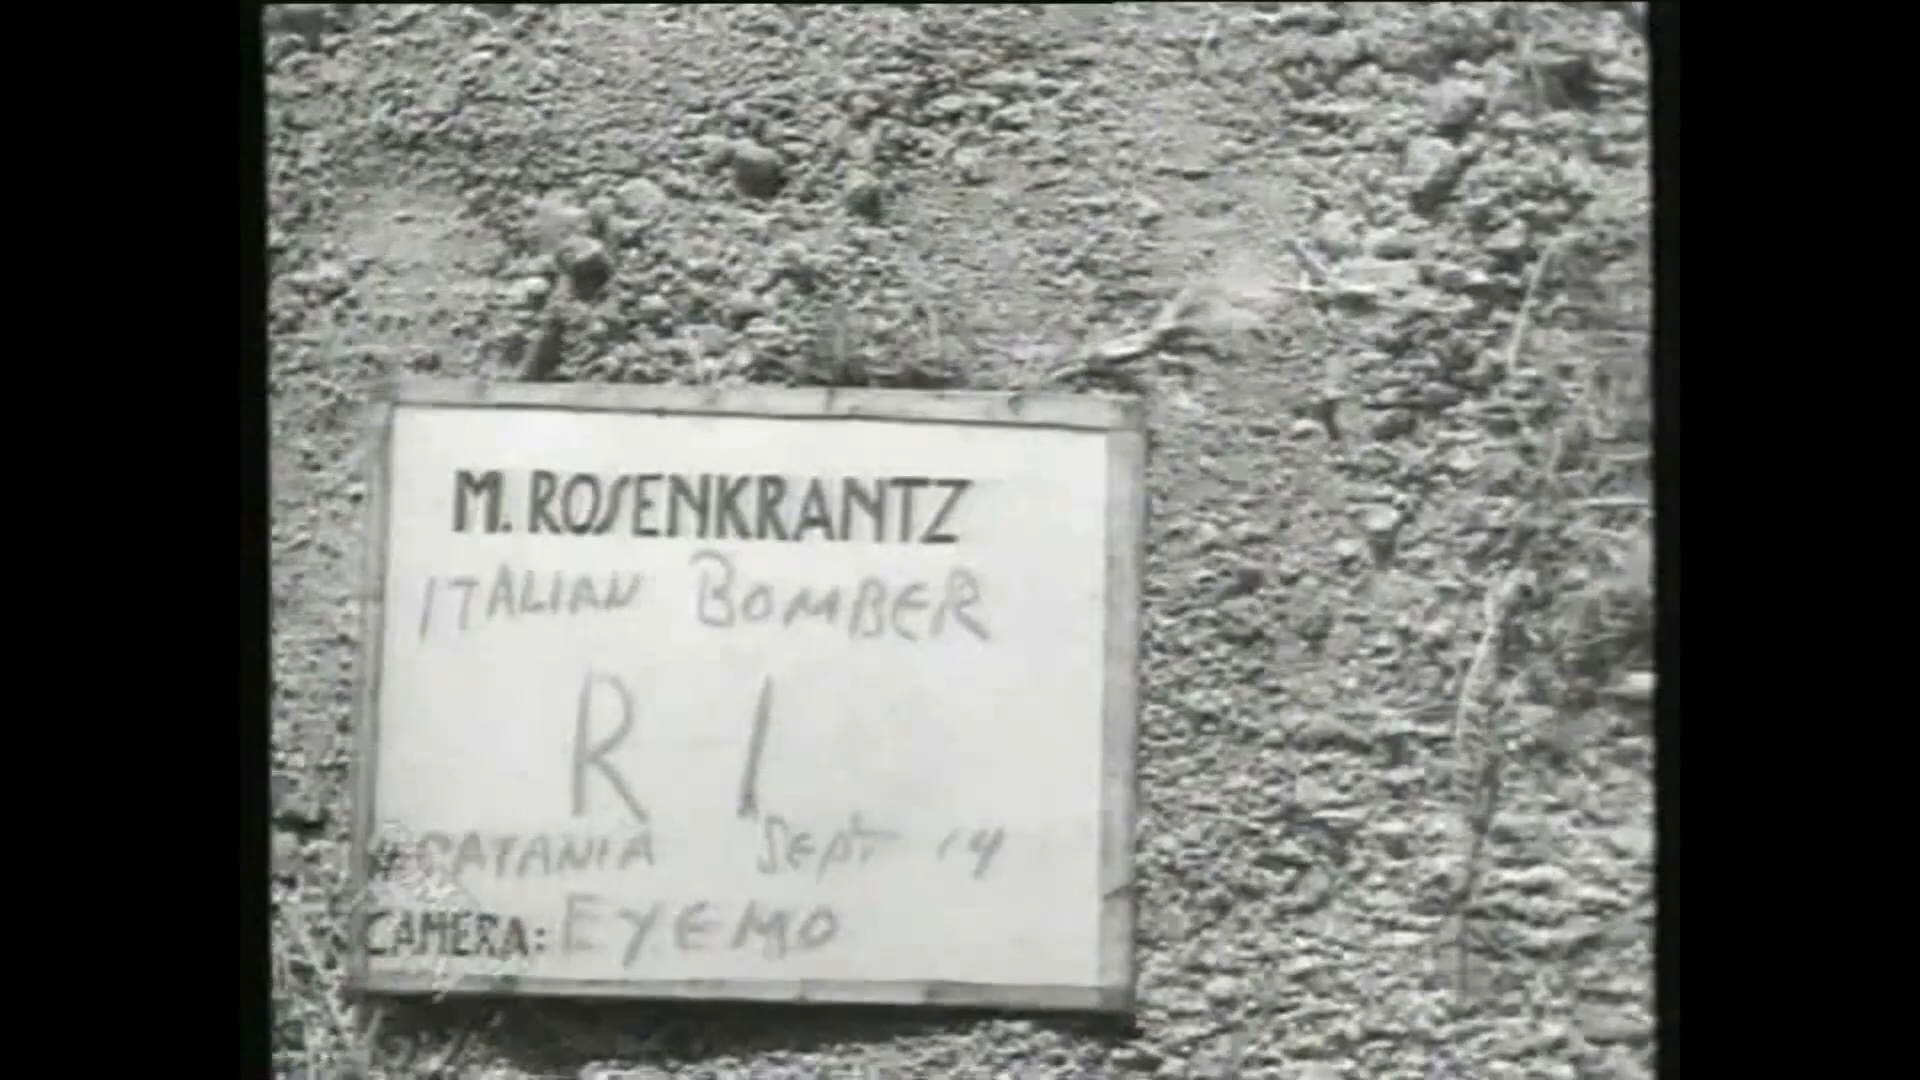 M. ROSENKRANTZ
ITALIAN BOMBER
R 1
#CATANIA SEPT 14
CAMERA: EYEMO